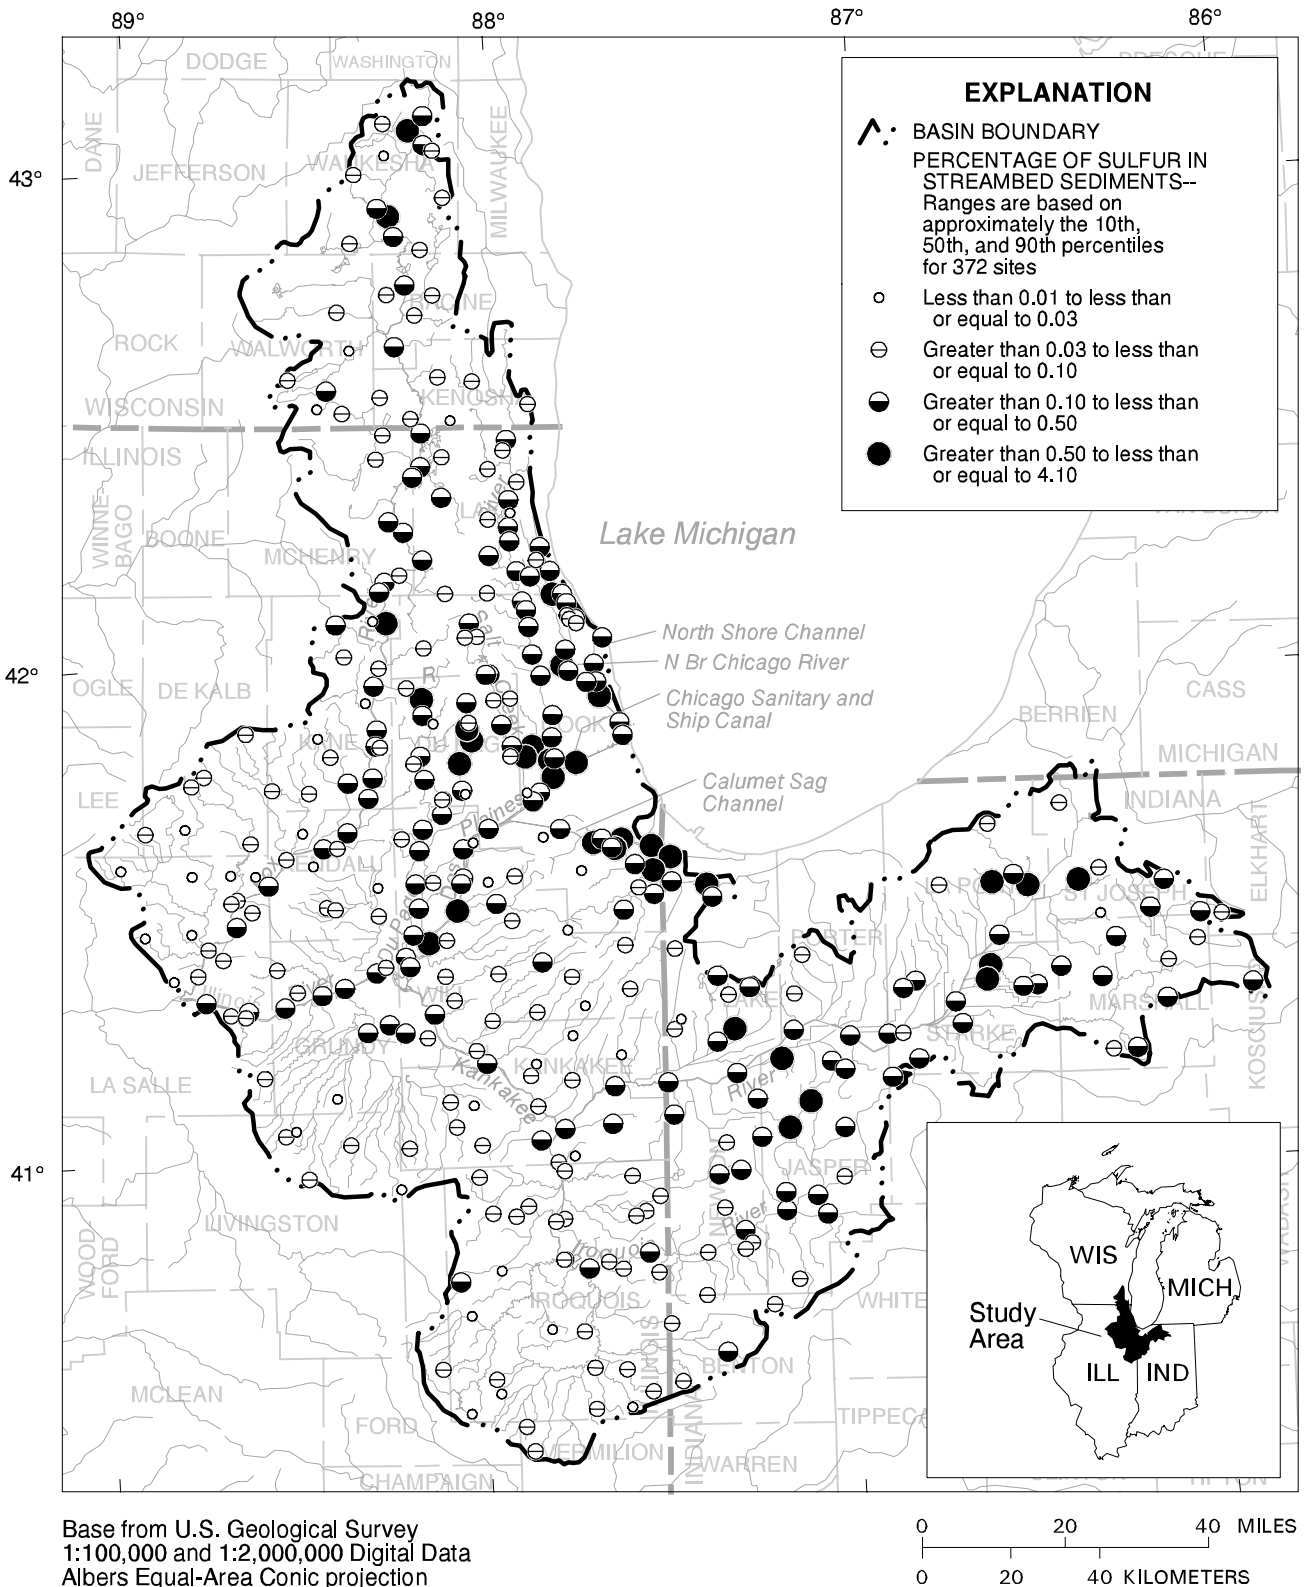 89°
88°
87°
86°
43°
42°
41°
EXPLANATION
BASIN BOUNDARY
PERCENTAGE OF SULFUR IN
STREAMBED SEDIMENTS--
Ranges are based on
approximately the 10th,
50th, and 90th percentiles
for 372 sites
Less than 0.01 to less than
or equal to 0.03
Greater than 0.03 to less than
or equal to 0.10
Greater than 0.10 to less than
or equal to 0.50
Greater than 0.50 to less than
or equal to 4.10
DODGE
WASHINGTON
DANE
JEFFERSON
WAUKESHA
MILWAUKEE
ROCK
WALWORTH
RACINE
WISCONSIN
KENOSHA
ILLINOIS
WINNE
BAGO
BOONE
MCHENRY
River
Lake Michigan
North Shore Channel
N Br Chicago River
Chicago Sanitary and
Ship Canal
Calumet Sag
Channel
OGLE
DE KALB
KANE
Salt
LEE
Plaines
KENDALL
CASS
BERRIEN
MICHIGAN
INDIANA
ELKHART
ST JOSEPH
PORTER
LAKE
MARSHALL
STARKE
KOSCIUSKO
Illinois
WILL
GRUNDY
LA SALLE
KANKAKEE
Kankakee
River
JASPER
NEWTON
River
LIVINGSTON
WOOD
FORD
Iroquois
IROQUOIS
WHITE
BENTON
ILLINOIS
INDIANA
MCLEAN
FORD
VERMILION
WARREN
CHAMPAIGN
WIS
MICH
Study
Area
ILL
IND
Base from U.S. Geological Survey
1:100,000 and 1:2,000,000 Digital Data
Albers Equal-Area Conic projection
0 20 40 MILES
0 20 40 KILOMETERS